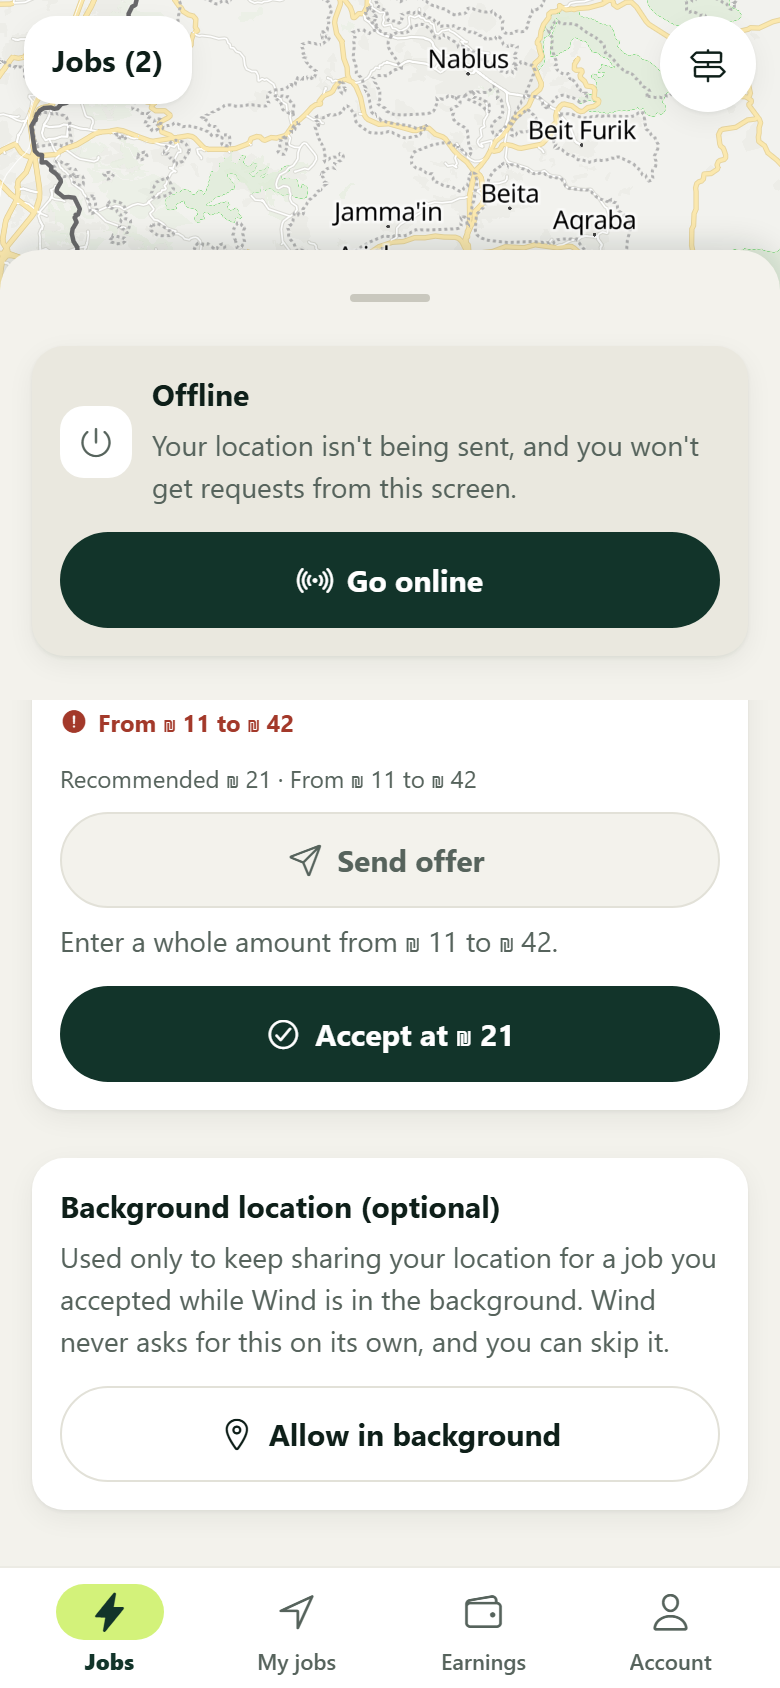 Jobs (2)
Nablus
Beit Furik
Beita
Jamma'in
Aqraba
Offline
Your location isn't being sent, and you won't
get requests from this screen.
Go online
From ₪ 11 to ₪ 42
Recommended ₪ 21 · From ₪ 11 to ₪ 42
Send offer
Enter a whole amount from ₪ 11 to ₪ 42.
Accept at ₪ 21
Background location (optional)
Used only to keep sharing your location for a job you
accepted while Wind is in the background. Wind
never asks for this on its own, and you can skip it.
Allow in background
Jobs
My jobs
Earnings
Account